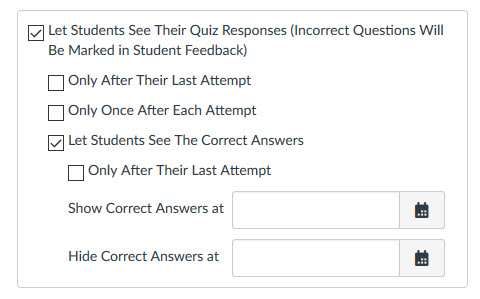 Let Students See Their Quiz Responses (Incorrect Questions Will
Be Marked in Student Feedback)
Only After Their Last Attempt
Only Once After Each Attempt
Let Students See The Correct Answers
Only After Their Last Attempt
Show Correct Answers at
Hide Correct Answers at